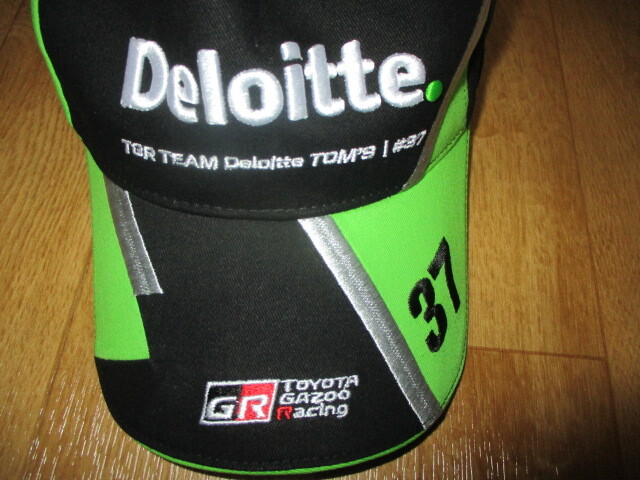 Deloitte.
TGR TEAM Deloitte TOM'S | #37
37
GR TOYOTA
GAZOO
Racing